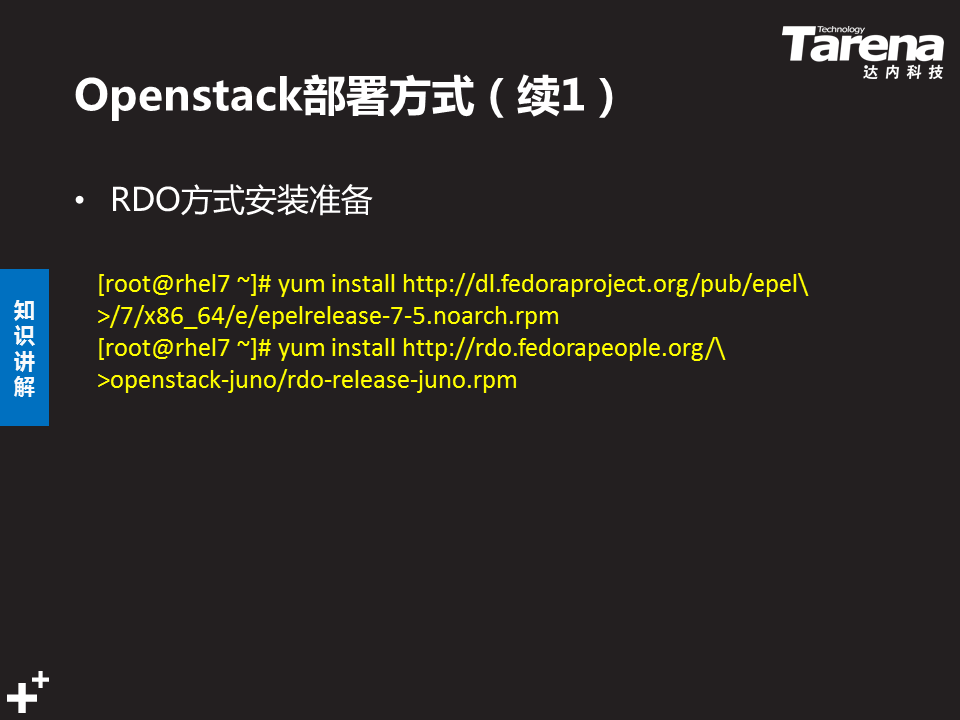 Technology
Tarena
达内科技
Openstack部署方式（续1）
• RDO方式安装准备
[root@rhel7 ~]# yum install http://dl.fedoraproject.org/pub/epel\
>/7/x86_64/e/epelrelease-7-5.noarch.rpm
[root@rhel7 ~]# yum install http://rdo.fedorapeople.org/\
>openstack-juno/rdo-release-juno.rpm
知识讲解